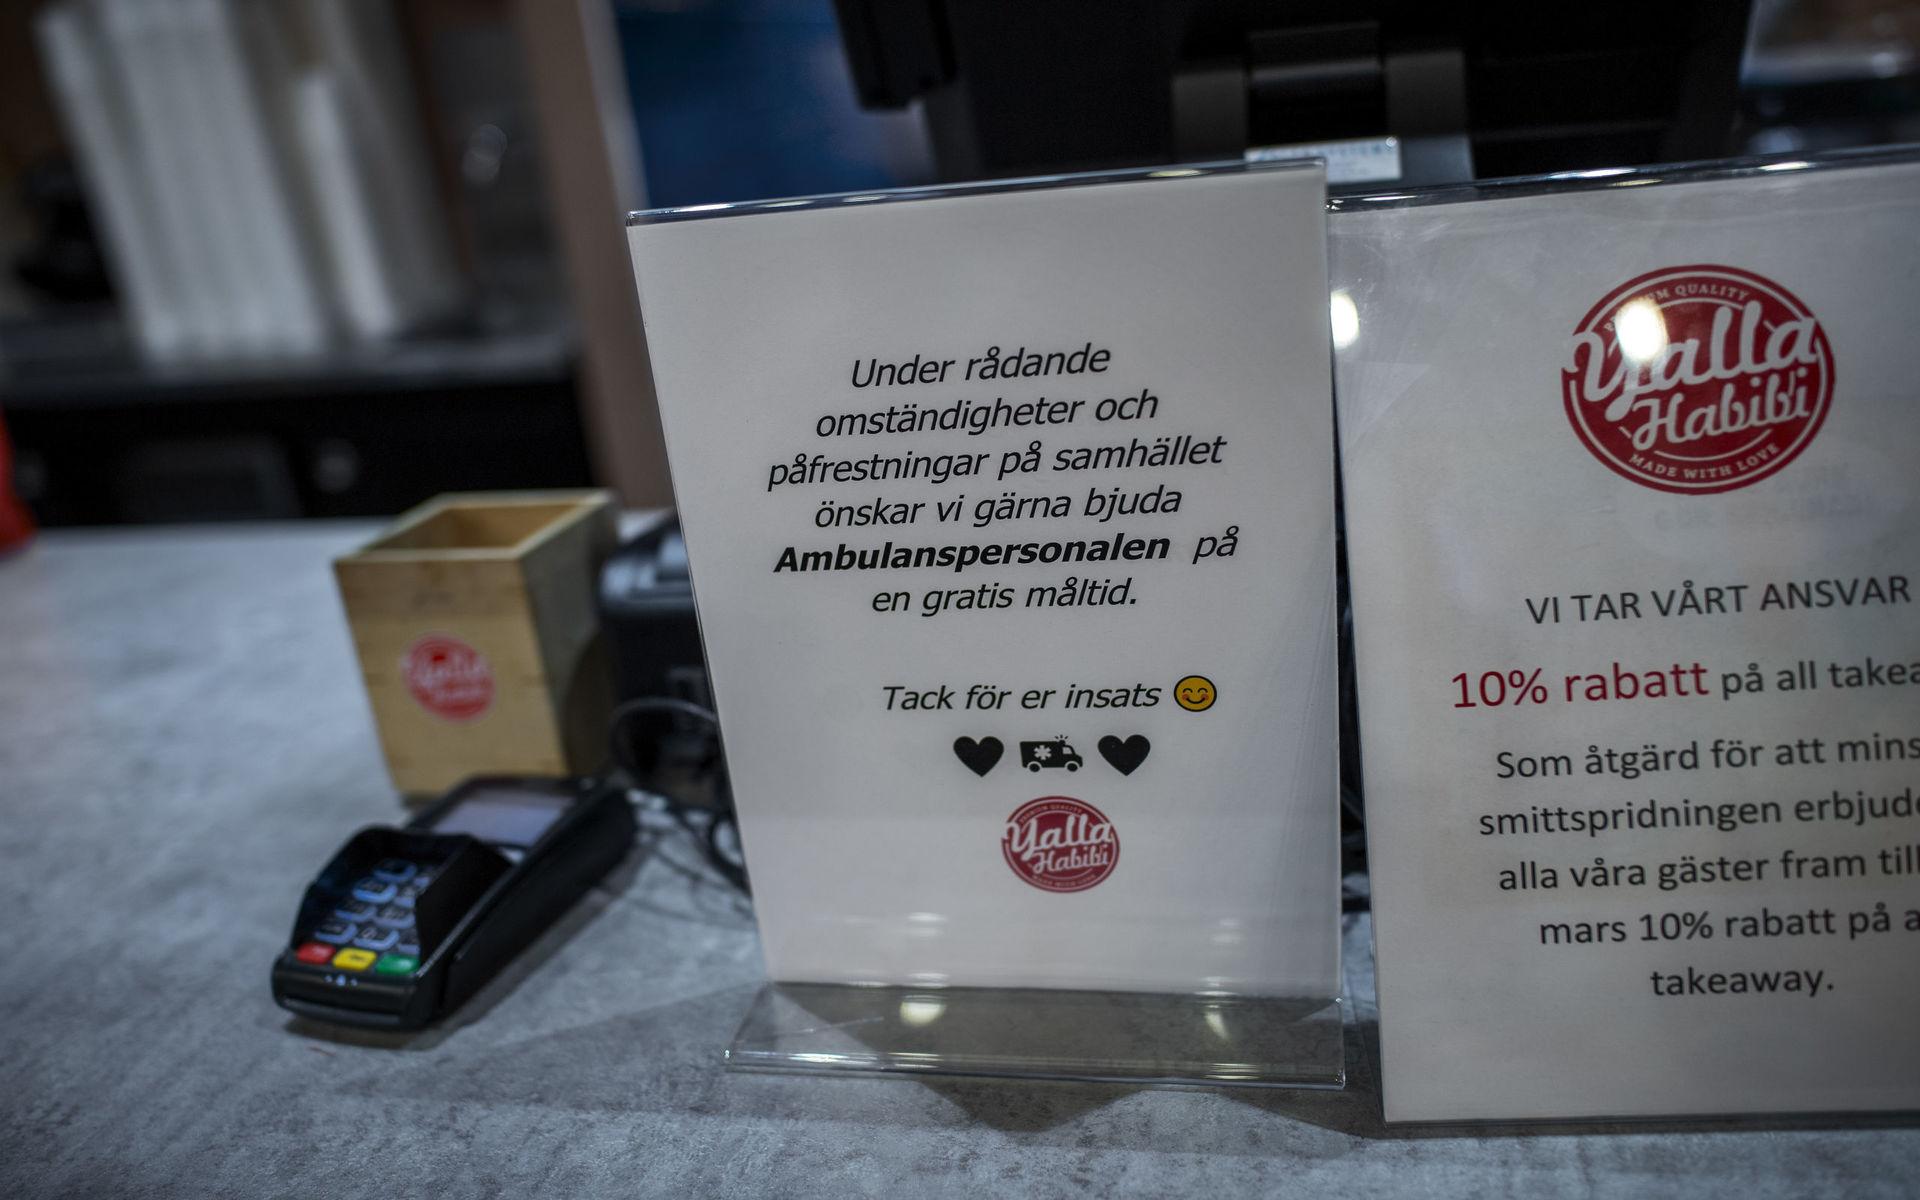 Under rådande
omständigheter och
påfrestningar på samhället
önskar vi gärna bjuda
Ambulanspersonalen på
en gratis måltid.
Tack för er insats 😊
Yalla
Habibi
QUALITY
Yalla
Habibi
MADE WITH LOVE
VI TAR VÅRT ANSVAR
10% rabatt på all takea
Som åtgärd för att mins
smittspridningen erbjud
alla våra gäster fram till
mars 10% rabatt på a
takeaway.